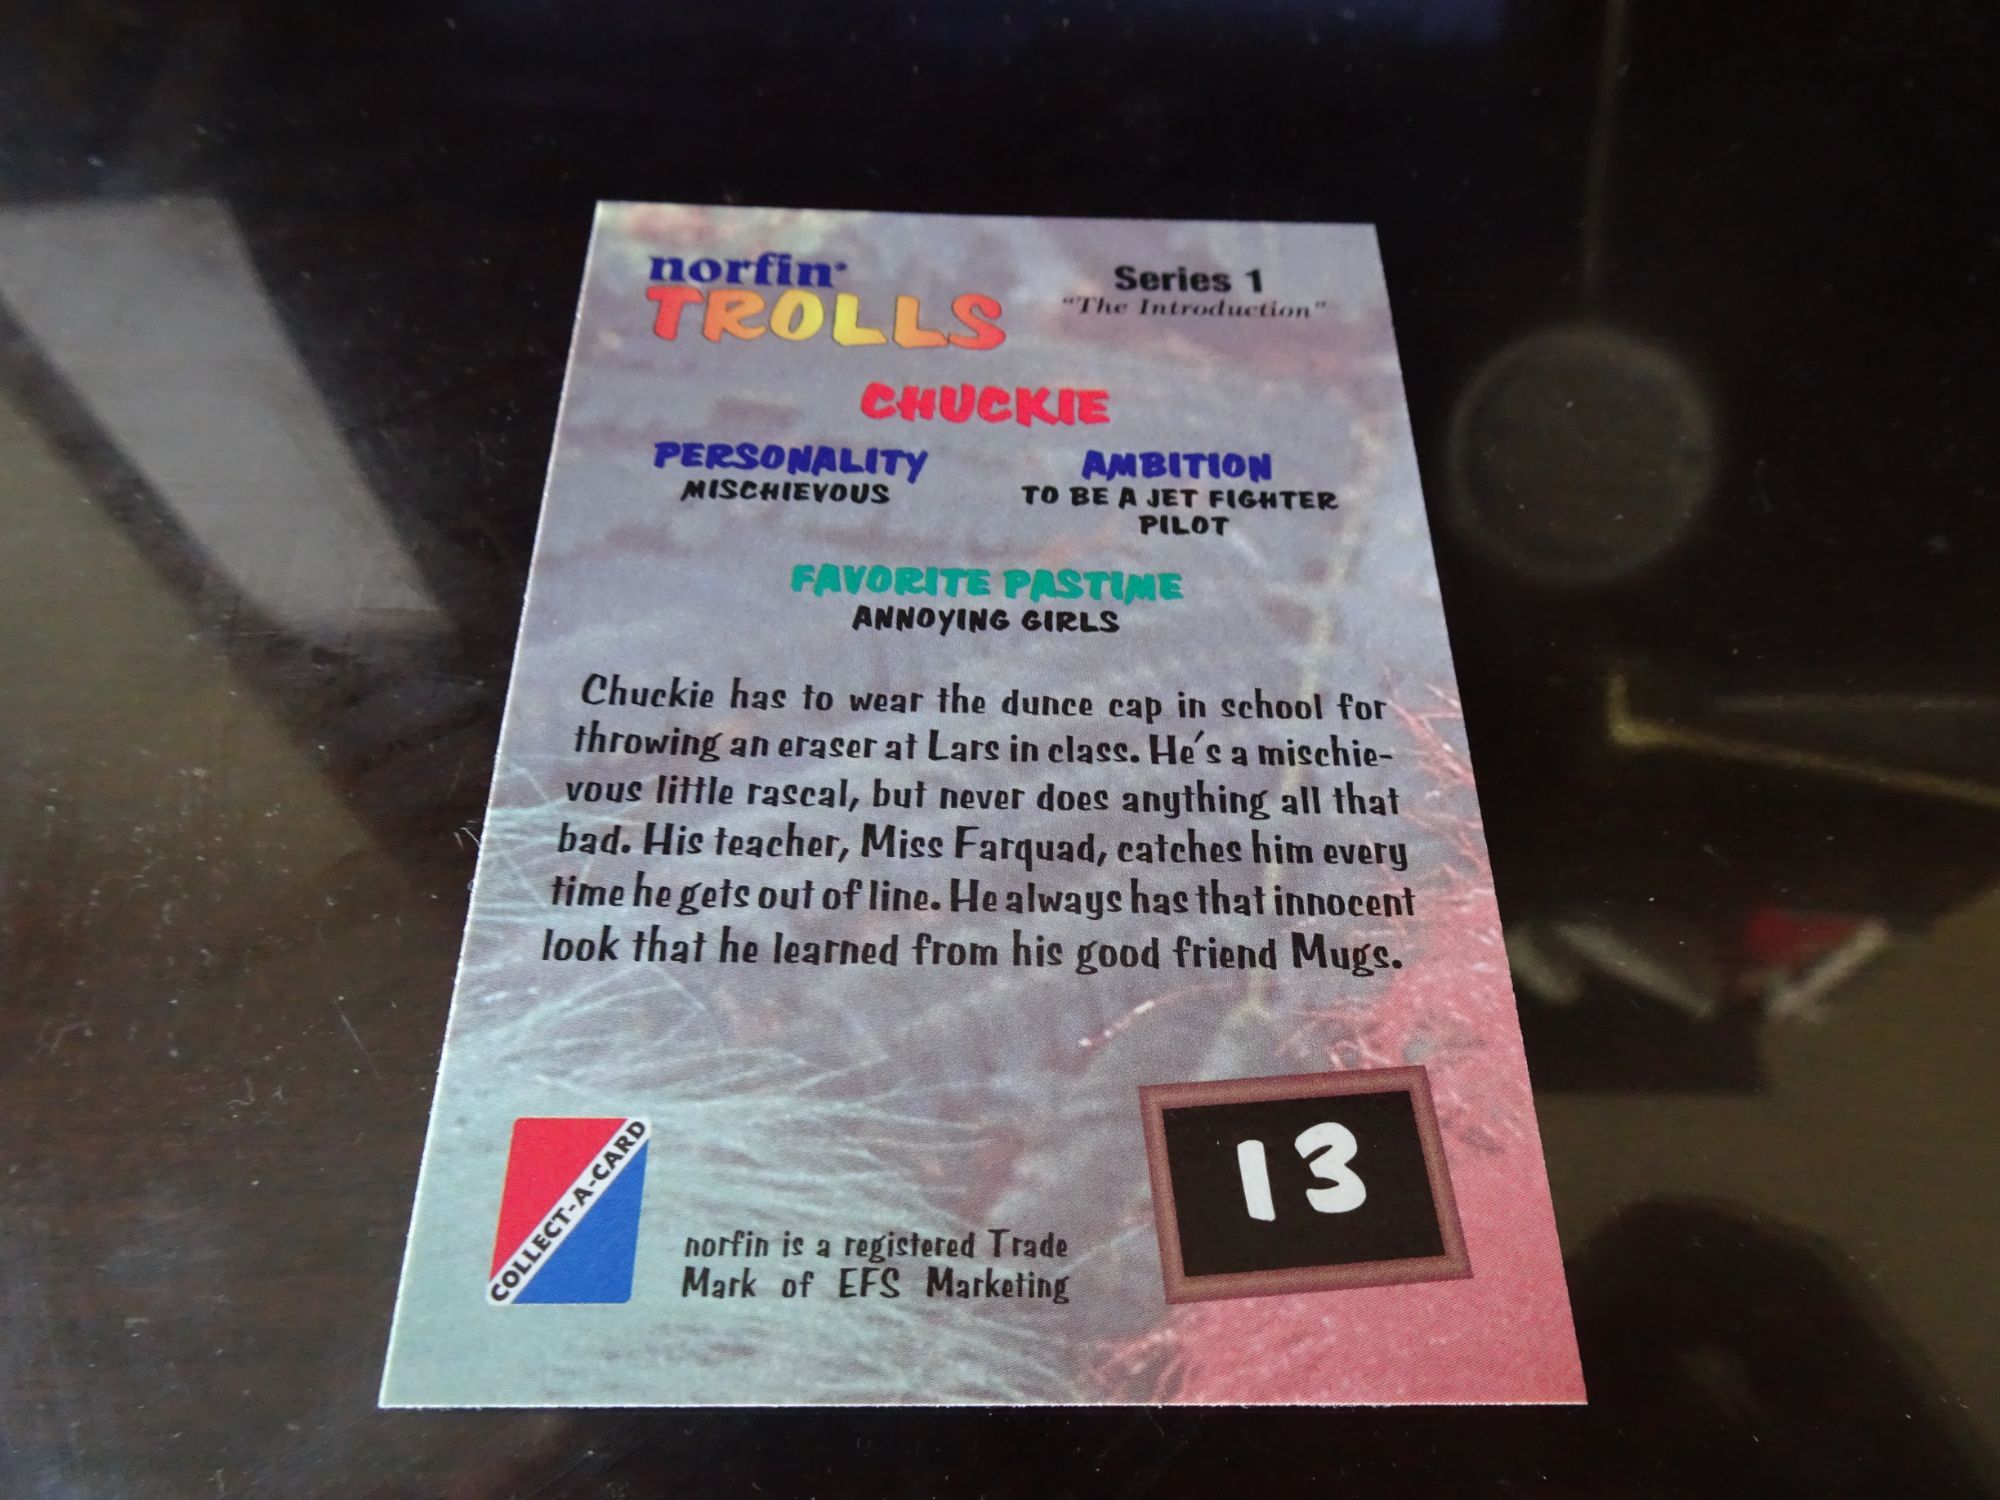 norfin®
TROLLS
Series 1
"The Introduction"
CHUCKIE
PERSONALITY
MISCHIEVOUS
AMBITION
TO BE A JET FIGHTER
PILOT
FAVORITE PASTIME
ANNOYING GIRLS
Chuckie has to wear the dunce cap in school for
throwing an eraser at Lars in class. He's a mischie-
vous little rascal, but never does anything all that
bad. His teacher, Miss Farquad, catches him every
time he gets out of line. He always has that innocent
look that he learned from his good friend Mugs.
COLLECT-A-CARD
norfin is a registered Trade
Mark of EFS Marketing
13